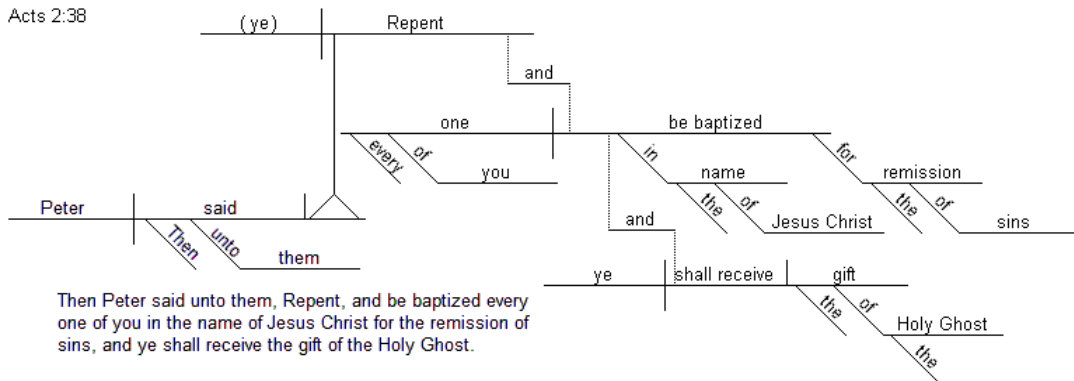 Acts 2:38
(ye) Repent
and
one be baptized
every of in for
you name remission
the of the of
Peter said and Jesus Christ sins
Then unto
them ye shall receive gift
the of
Holy Ghost
the
Then Peter said unto them, Repent, and be baptized every
one of you in the name of Jesus Christ for the remission of
sins, and ye shall receive the gift of the Holy Ghost.